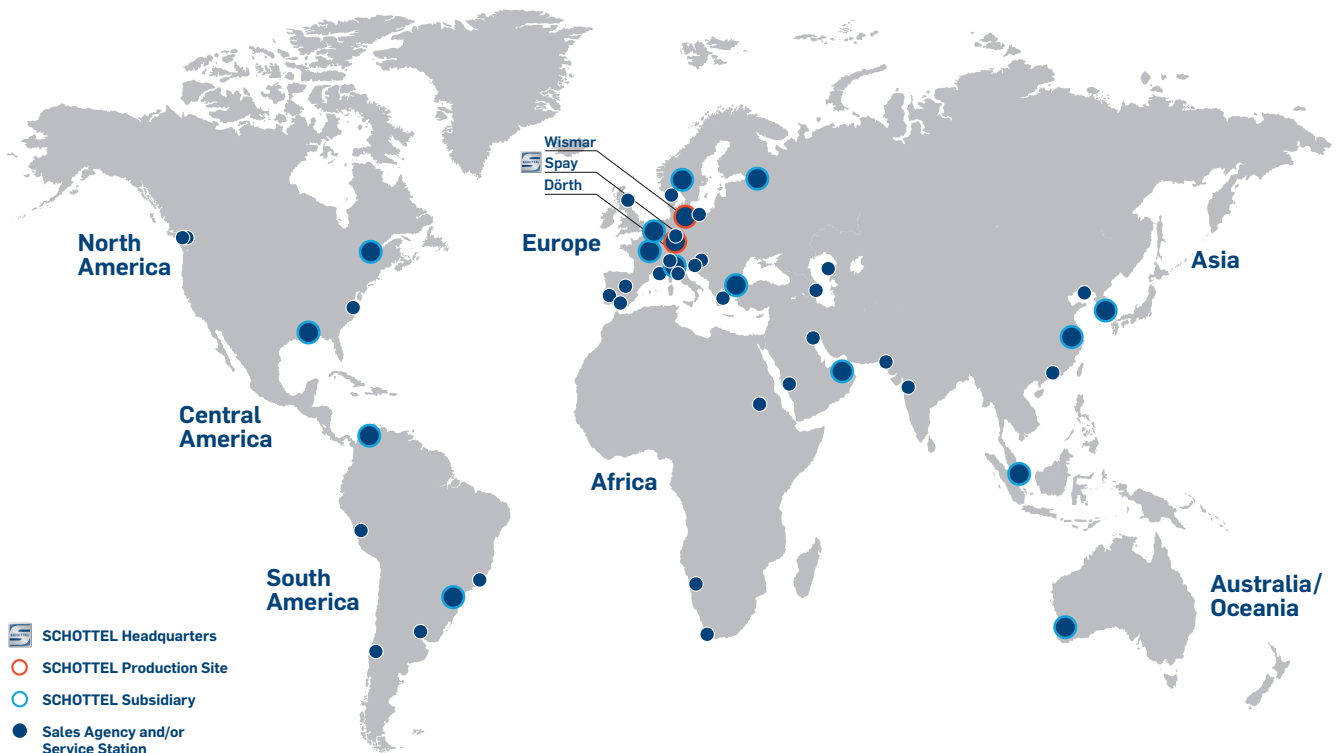 Wismar
Spay
Dörth
North
America
Europe
Asia
Central
America
Africa
South
America
Australia/
Oceania
SCHOTTEL Headquarters
SCHOTTEL Production Site
SCHOTTEL Subsidiary
Sales Agency and/or
Service Station